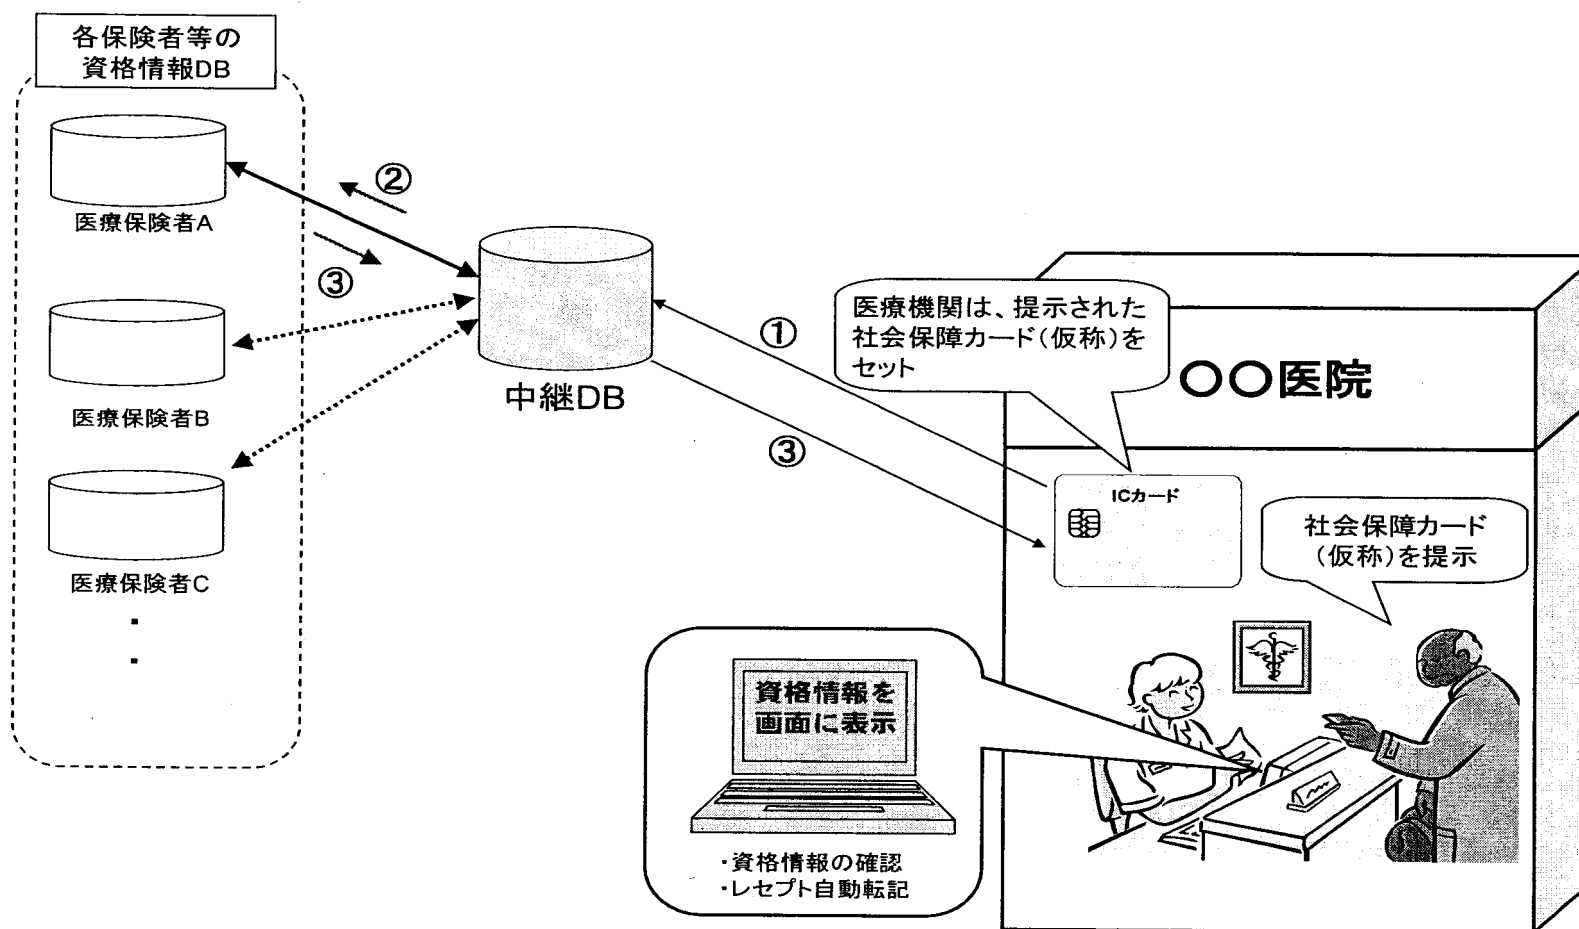 各保険者等の
資格情報DB
医療保険者A
②
③
医療保険者B
医療保険者C
・
・
中継DB
①
③
医療機関は、提示された
社会保障カード(仮称)を
セット
〇〇医院
ICカード
社会保障カード
(仮称)を提示
資格情報を
画面に表示
・資格情報の確認
・レセプト自動転記